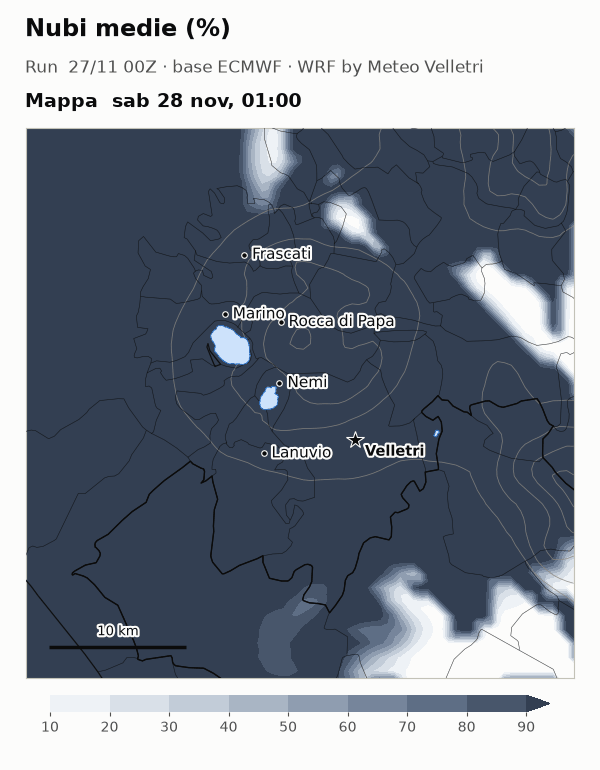 Nubi medie (%)
Run  27/11 00Z · base ECMWF · WRF by Meteo Velletri
Mappa  sab 28 nov, 01:00
Frascati
Marino
Rocca di Papa
Nemi
Velletri
Lanuvio
10 km
10 20 30 40 50 60 70 80 90